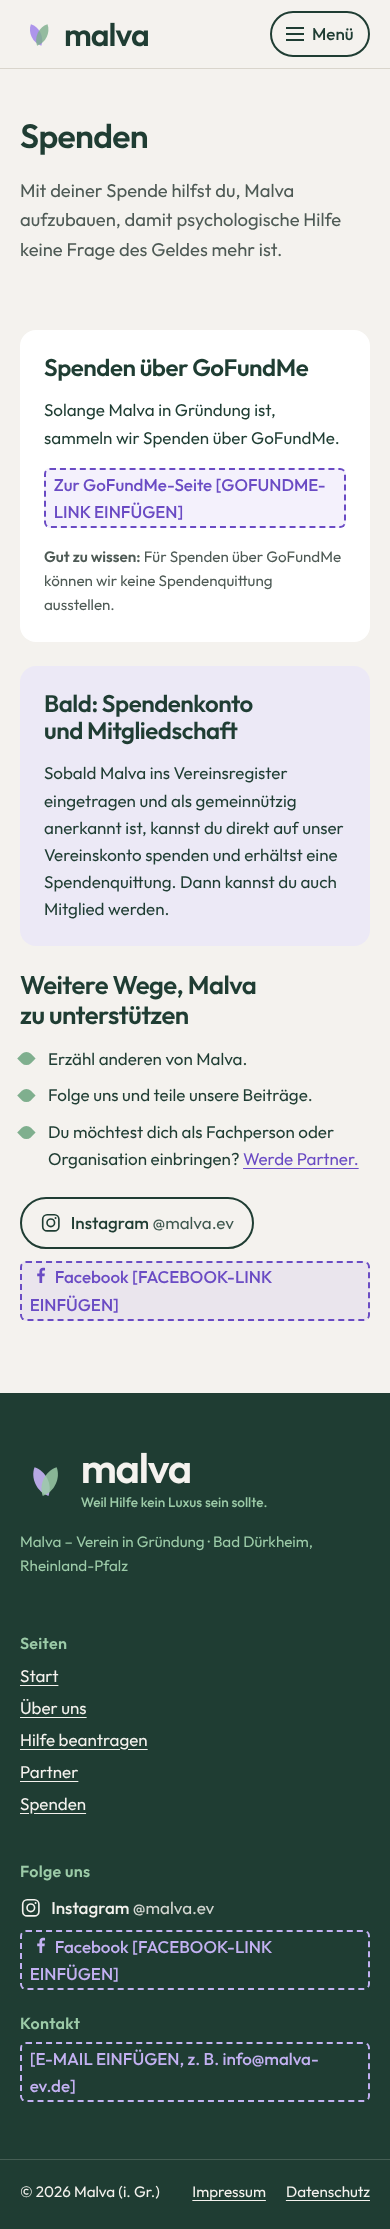 malva
Menü
Spenden
Mit deiner Spende hilfst du, Malva
aufzubauen, damit psychologische Hilfe
keine Frage des Geldes mehr ist.
Spenden über GoFundMe
Solange Malva in Gründung ist,
sammeln wir Spenden über GoFundMe.
Zur GoFundMe-Seite [GOFUNDME-
LINK EINFÜGEN]
Gut zu wissen: Für Spenden über GoFundMe
können wir keine Spendenquittung
ausstellen.
Bald: Spendenkonto
und Mitgliedschaft
Sobald Malva ins Vereinsregister
eingetragen und als gemeinnützig
anerkannt ist, kannst du direkt auf unser
Vereinskonto spenden und erhältst eine
Spendenquittung. Dann kannst du auch
Mitglied werden.
Weitere Wege, Malva
zu unterstützen
Erzähl anderen von Malva.
Folge uns und teile unsere Beiträge.
Du möchtest dich als Fachperson oder
Organisation einbringen? Werde Partner.
Instagram @malva.ev
Facebook [FACEBOOK-LINK
EINFÜGEN]
malva
Weil Hilfe kein Luxus sein sollte.
Malva – Verein in Gründung · Bad Dürkheim,
Rheinland-Pfalz
Seiten
Start
Über uns
Hilfe beantragen
Partner
Spenden
Folge uns
Instagram @malva.ev
Facebook [FACEBOOK-LINK
EINFÜGEN]
Kontakt
[E-MAIL EINFÜGEN, z. B. info@malva-
ev.de]
© 2026 Malva (i. Gr.) Impressum Datenschutz